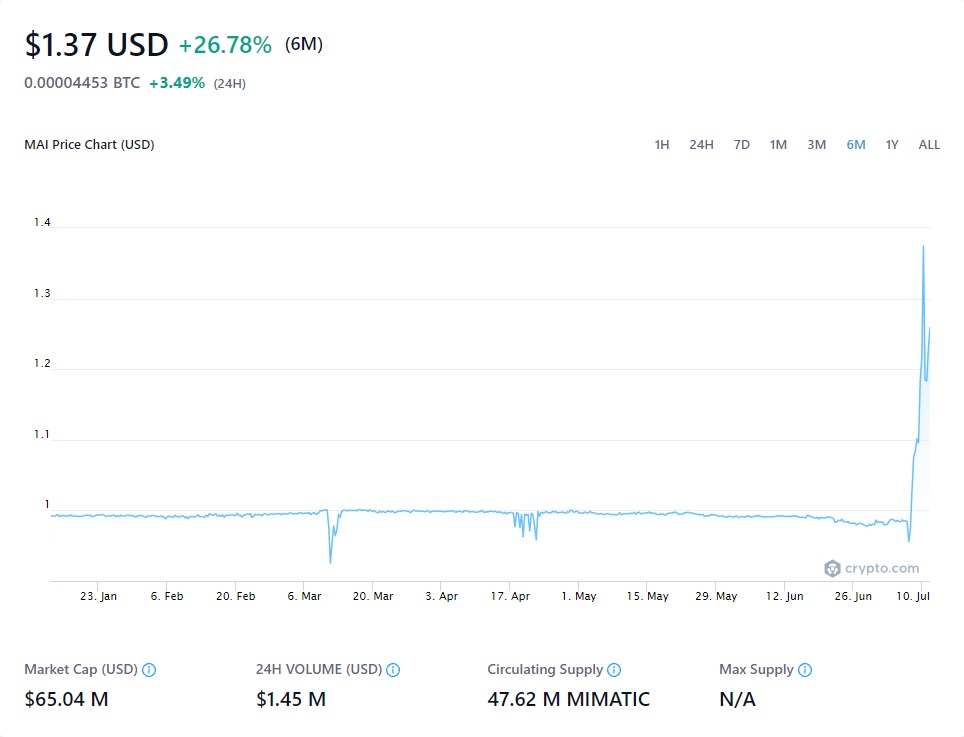 $1.37 USD +26.78% (6M)
0.00004453 BTC +3.49% (24H)
MAI Price Chart (USD) 1H 24H 7D 1M 3M 6M 1Y ALL
1.4
1.3
1.2
1.1
1
crypto.com
23. Jan 6. Feb 20. Feb 6. Mar 20. Mar 3. Apr 17. Apr 1. May 15. May 29. May 12. Jun 26. Jun 10. Jul
Market Cap (USD) 24H VOLUME (USD) Circulating Supply Max Supply
$65.04 M $1.45 M 47.62 M MIMATIC N/A